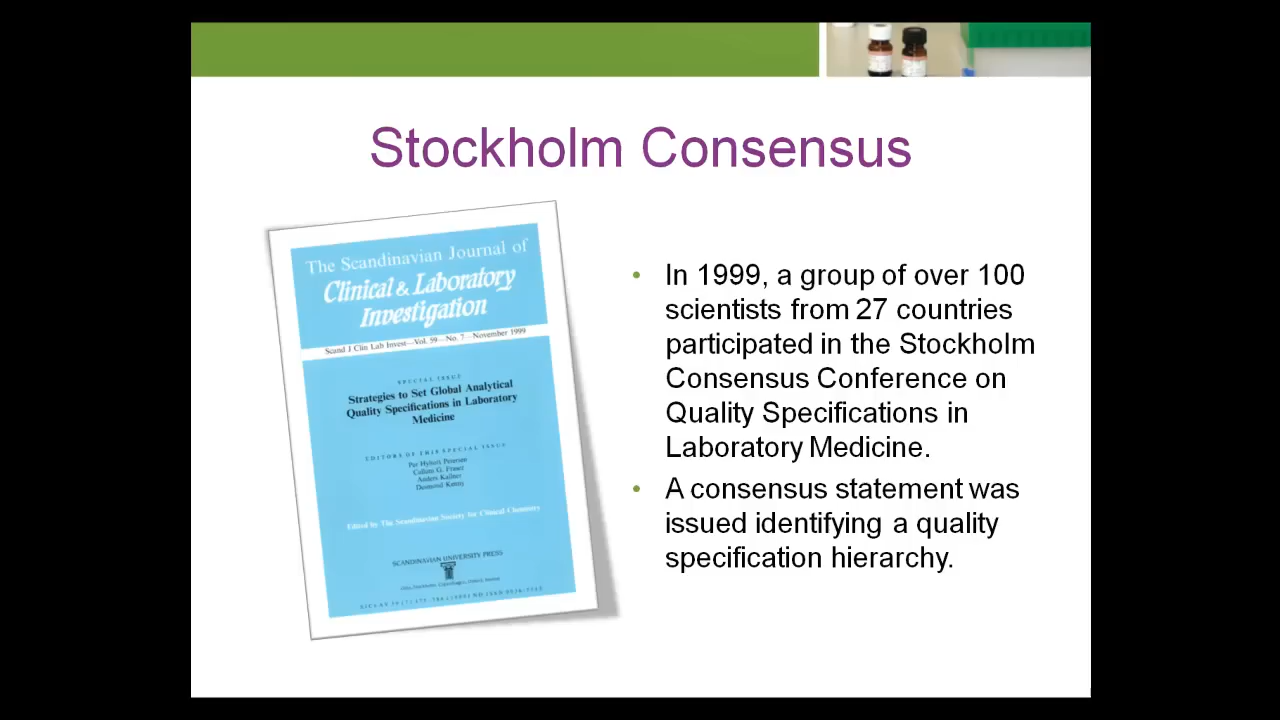 Stockholm Consensus
The Scandinavian Journal of
Clinical & Laboratory
Investigation
Scand J Clin Lab Invest—Vol. 59—No. 7—November 1999
SPECIAL ISSUE
Strategies to Set Global Analytical
Quality Specifications in Laboratory
Medicine
EDITORS OF THIS SPECIAL ISSUE
Per Hyltoft Petersen
Callum G. Fraser
Anders Kallner
Desmond Kenny
Edited by The Scandinavian Society for Clinical Chemistry
SCANDINAVIAN UNIVERSITY PRESS
• In 1999, a group of over 100
scientists from 27 countries
participated in the Stockholm
Consensus Conference on
Quality Specifications in
Laboratory Medicine.
• A consensus statement was
issued identifying a quality
specification hierarchy.